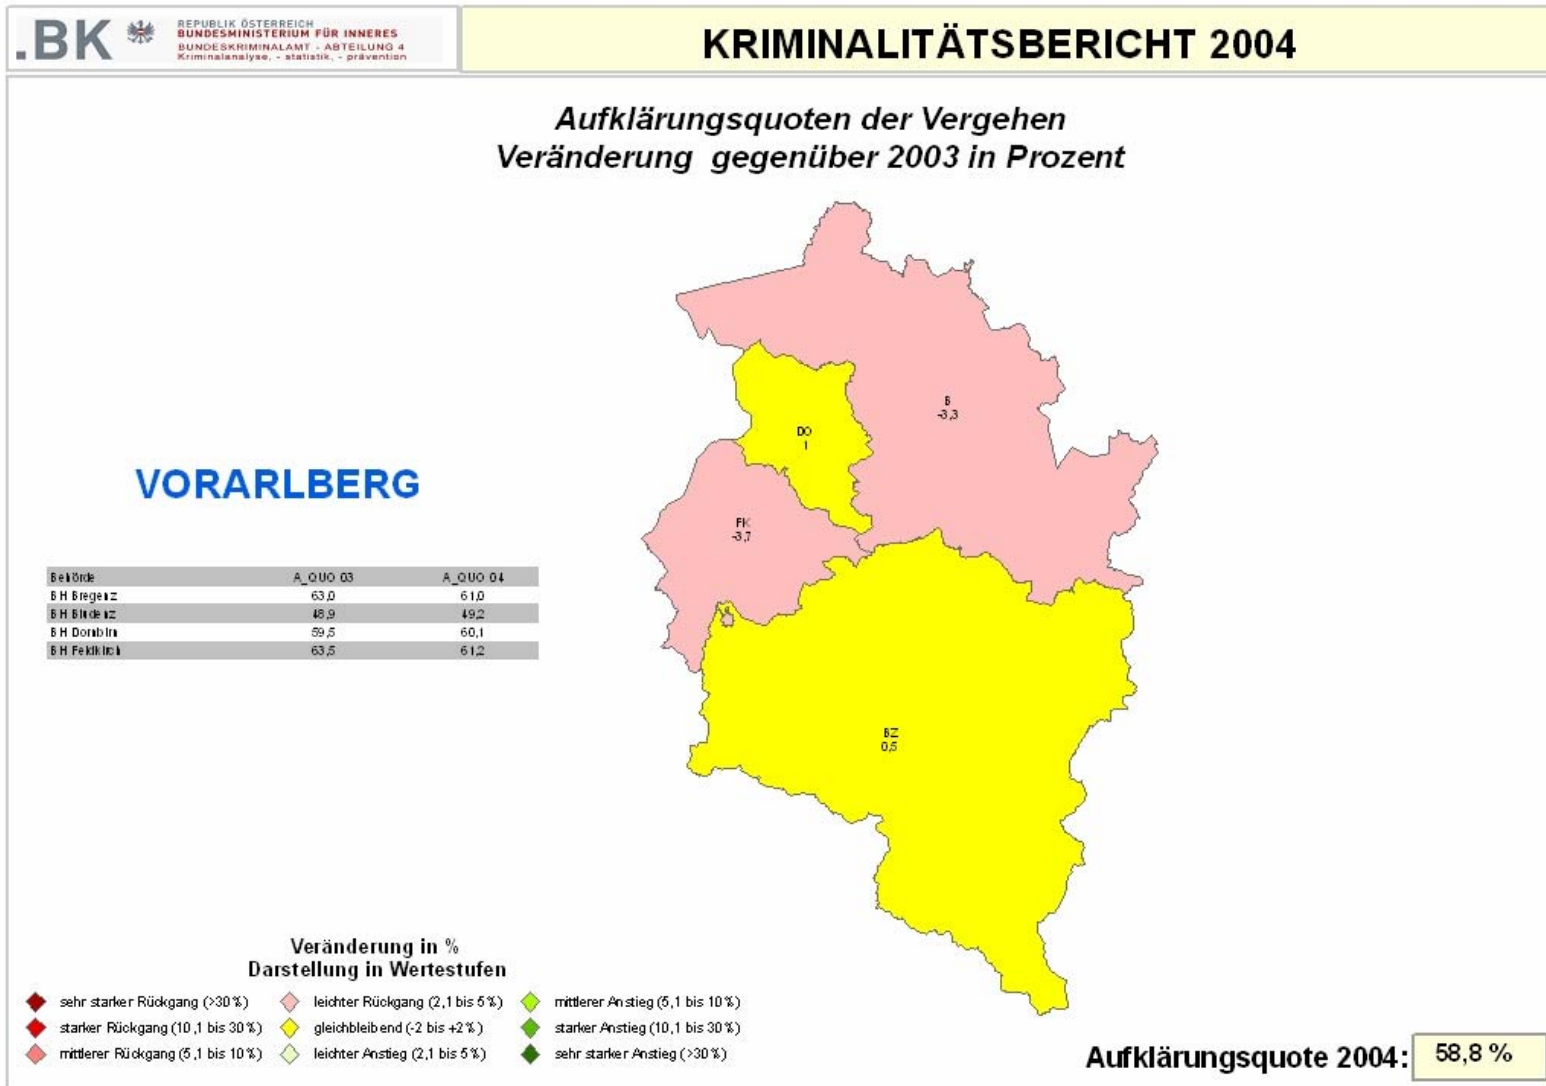 .BK
REPUBLIK ÖSTERREICH
BUNDESMINISTERIUM FÜR INNERES
BUNDESKRIMINALAMT - ABTEILUNG 4
Kriminalanalyse, - statistik, - prävention
KRIMINALITÄTSBERICHT 2004
Aufklärungsquoten der Vergehen
Veränderung gegenüber 2003 in Prozent
B
-3,3
DO
1
VORARLBERG
FK
-3,7
Behörde A_QUO 03 A_QUO 04
BH Bregenz 63,0 61,0
BH Bludenz 48,9 49,2
BH Dornbirn 59,5 60,1
BH Feldkirch 63,5 61,2
BZ
0,5
Veränderung in %
Darstellung in Wertestufen
sehr starker Rückgang (>30%) leichter Rückgang (2,1 bis 5%) mittlerer Anstieg (5,1 bis 10%)
starker Rückgang (10,1 bis 30%) gleichbleibend (-2 bis +2%) starker Anstieg (10,1 bis 30%)
mittlerer Rückgang (5,1 bis 10%) leichter Anstieg (2,1 bis 5%) sehr starker Anstieg (>30%)
Aufklärungsquote 2004: 58,8 %